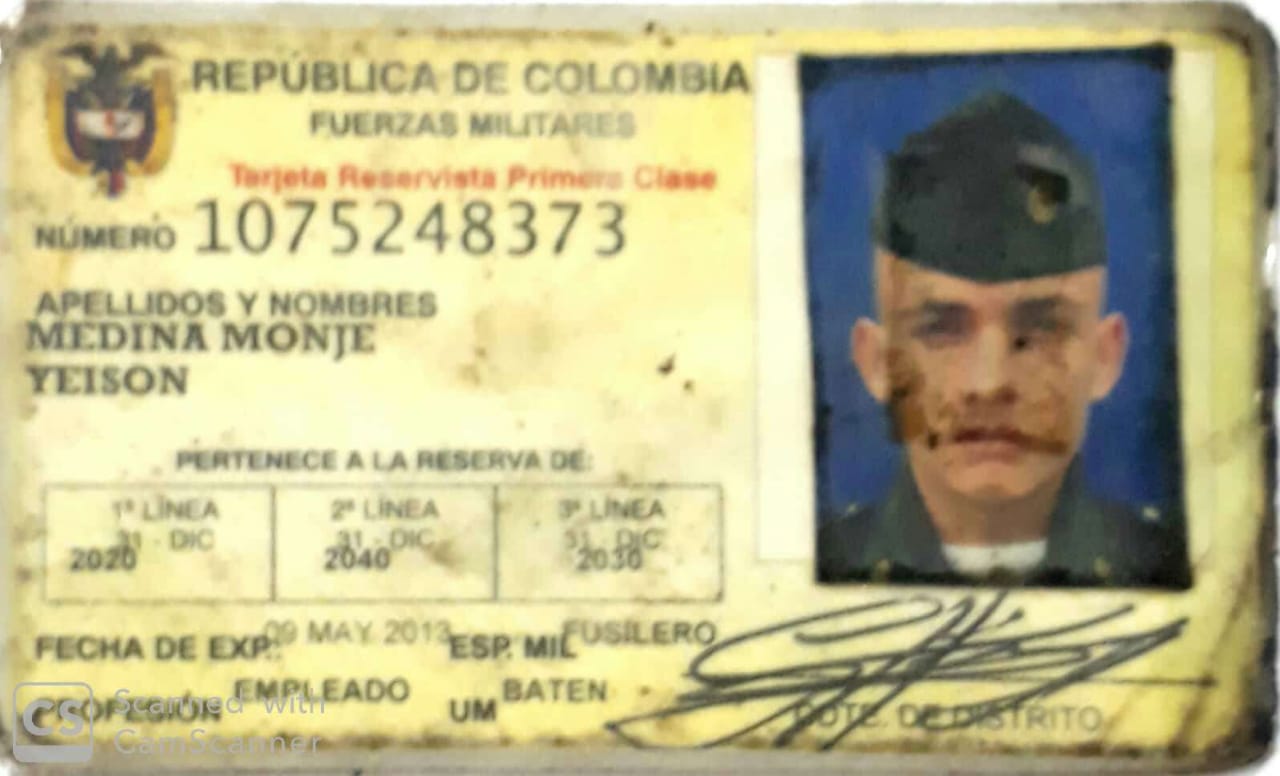 REPÚBLICA DE COLOMBIA
FUERZAS MILITARES
Tarjeta Reservista Primera Clase
NÚMERO 1075248373
APELLIDOS Y NOMBRES
MEDINA MONJE
YEISON
PERTENECE A LA RESERVA DE:
1ª LÍNEA 2ª LÍNEA 3ª LÍNEA
31 - DIC 31 - DIC 31 - DIC
2020 2040 2030
FECHA DE EXP.: 09 MAY 2013 ESP. MIL FUSILERO
PROFESIÓN EMPLEADO UM BATEN
DTE. DE DISTRITO
CS Scanned with
CamScanner